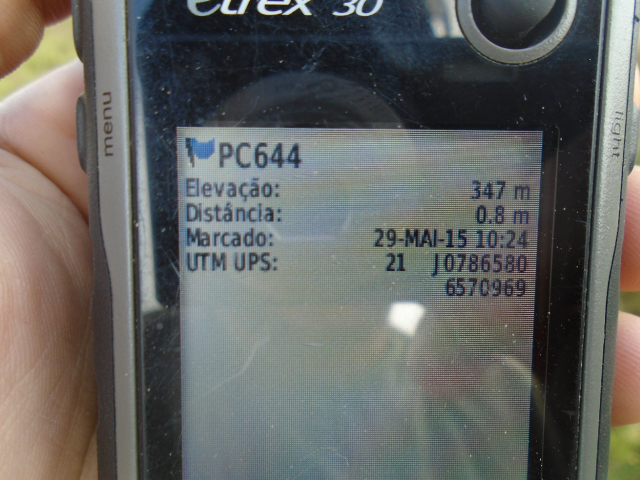 etrex 30
menu
light
PC644
Elevação: 347 m
Distância: 0.8 m
Marcado: 29-MAI-15 10:24
UTM UPS: 21 J0786580
6570969